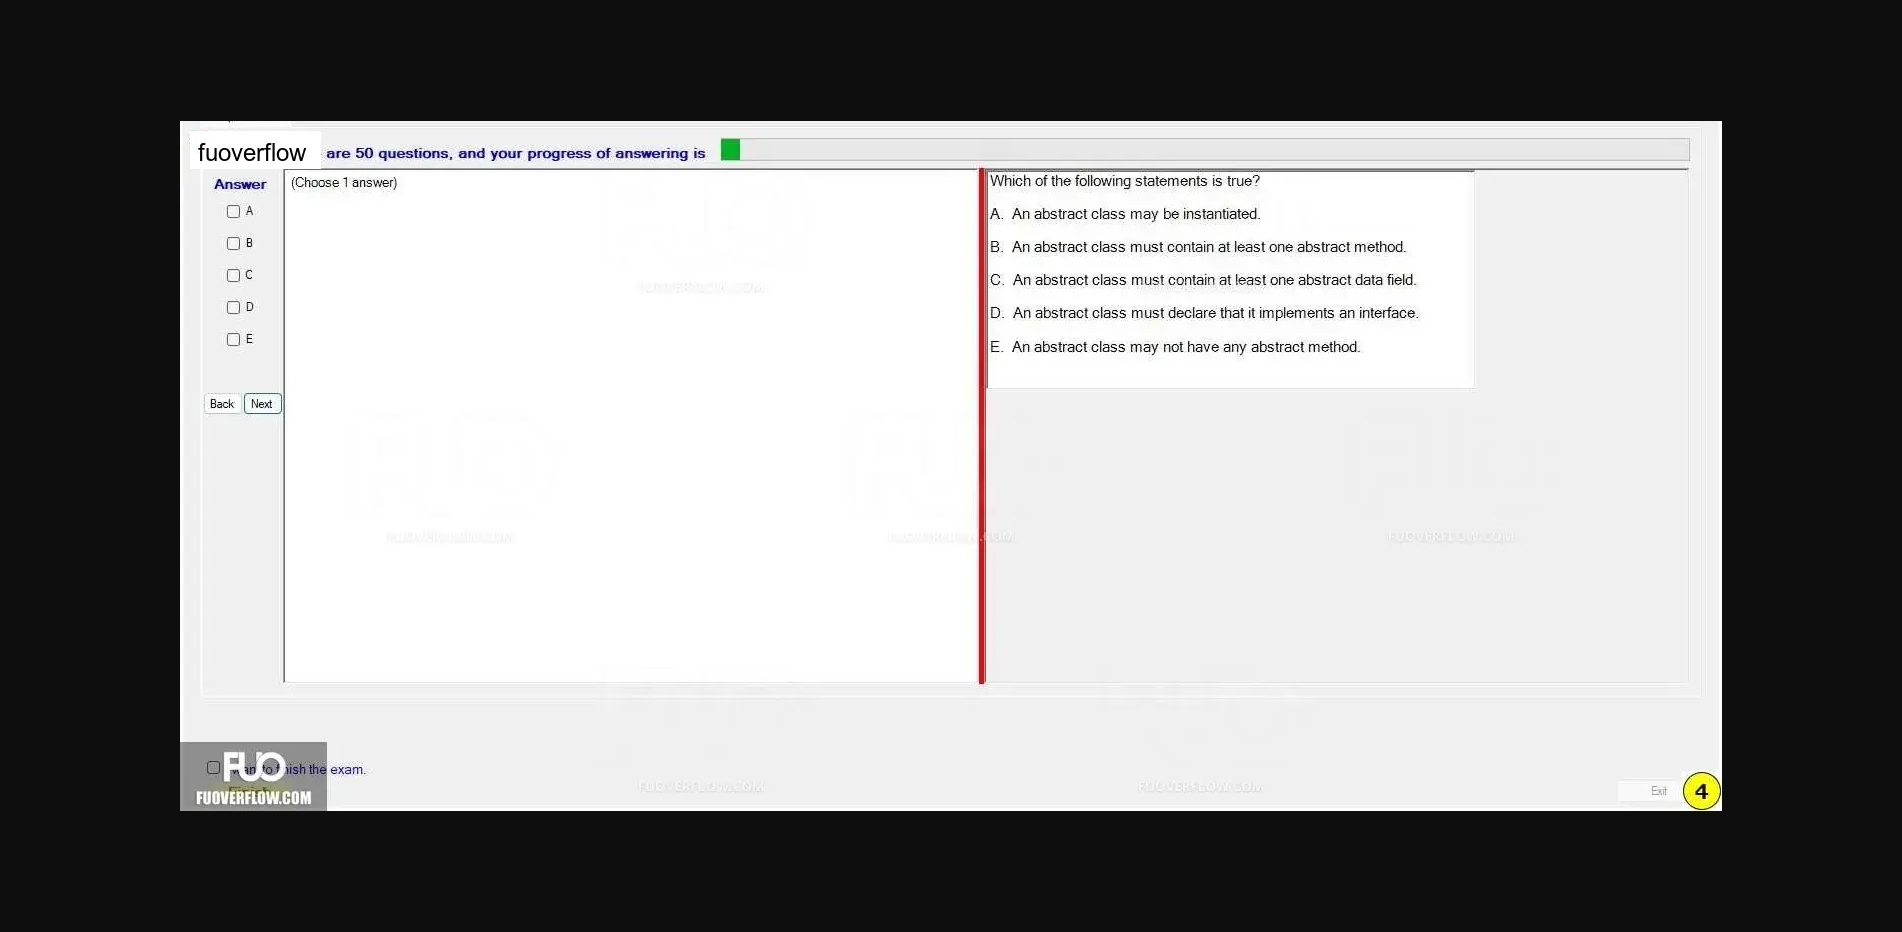 fuoverflow are 50 questions, and your progress of answering is
Answer
(Choose 1 answer)
A
B
C
D
E
Back Next
Which of the following statements is true?
A. An abstract class may be instantiated.
B. An abstract class must contain at least one abstract method.
C. An abstract class must contain at least one abstract data field.
D. An abstract class must declare that it implements an interface.
E. An abstract class may not have any abstract method.
FUOVERFLOW.COM
FUOVERFLOW.COM
FUOVERFLOW.COM
FUOVERFLOW.COM
FUO
want to finish the exam.
FUOVERFLOW.COM
FUOVERFLOW.COM
FUOVERFLOW.COM
Exit
4